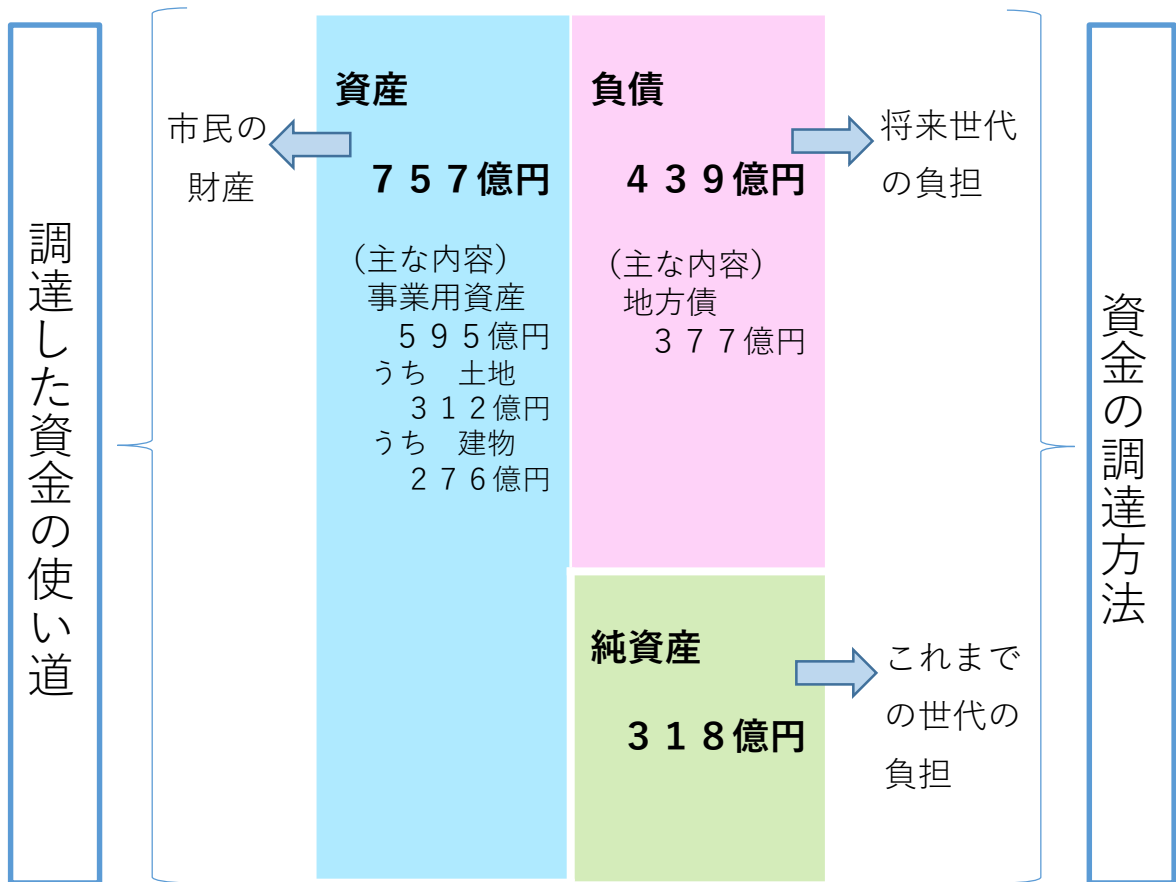 調達した資金の使い道
市民の
財産
資産
７５７億円
（主な内容）
事業用資産
５９５億円
うち　土地
３１２億円
うち　建物
２７６億円
負債
４３９億円
（主な内容）
地方債
３７７億円
将来世代
の負担
純資産
３１８億円
これまで
の世代の
負担
資金の調達方法